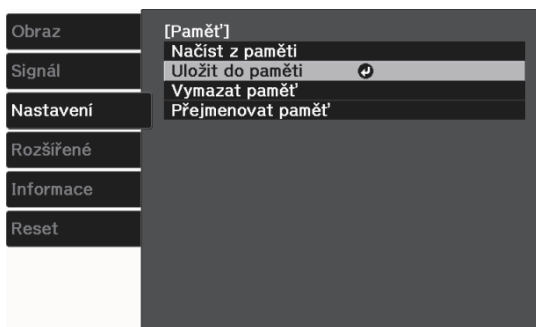 Obraz
Signál
Nastavení
Rozšířené
Informace
Reset
[Paměť]
Načíst z paměti
Uložit do paměti
Vymazat paměť
Přejmenovat paměť